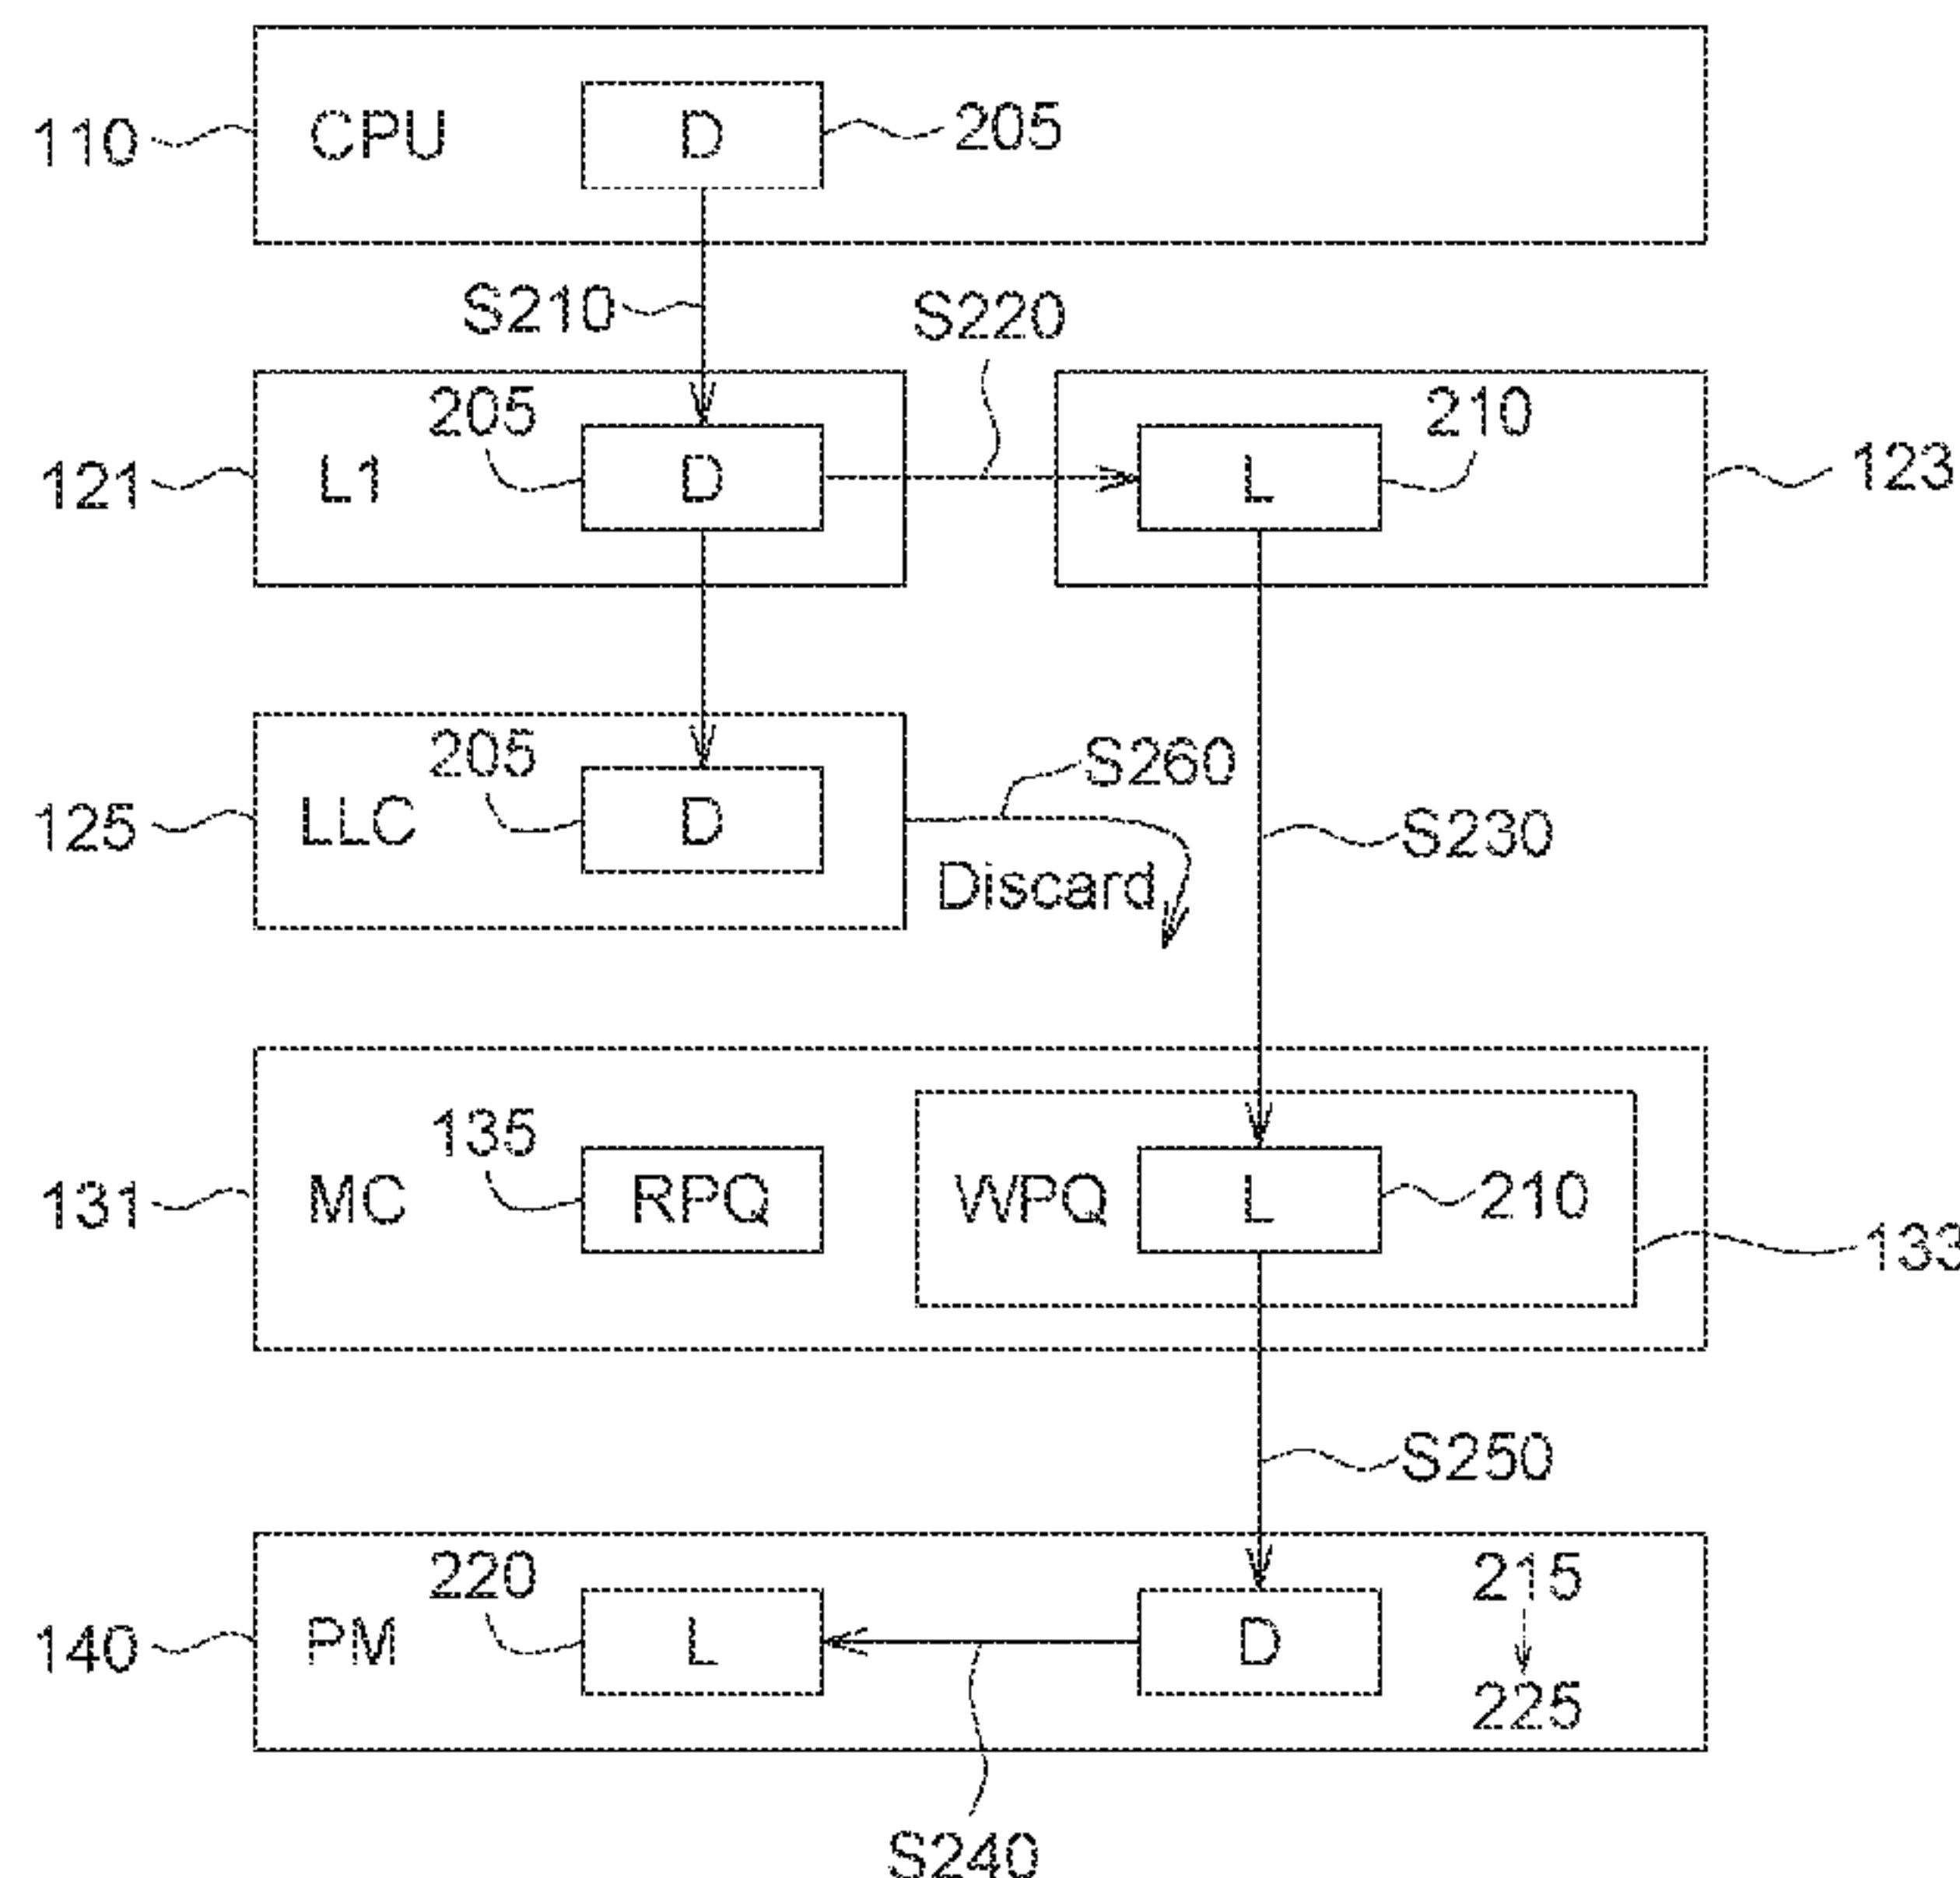 110 CPU D 205
S210 S220
205 210
121 L1 D L 123
205 S260
125 LLC D S230
Discard
135
131 MC RPQ WPQ L 210
133
S250
220 215
140 PM L D
225
S240